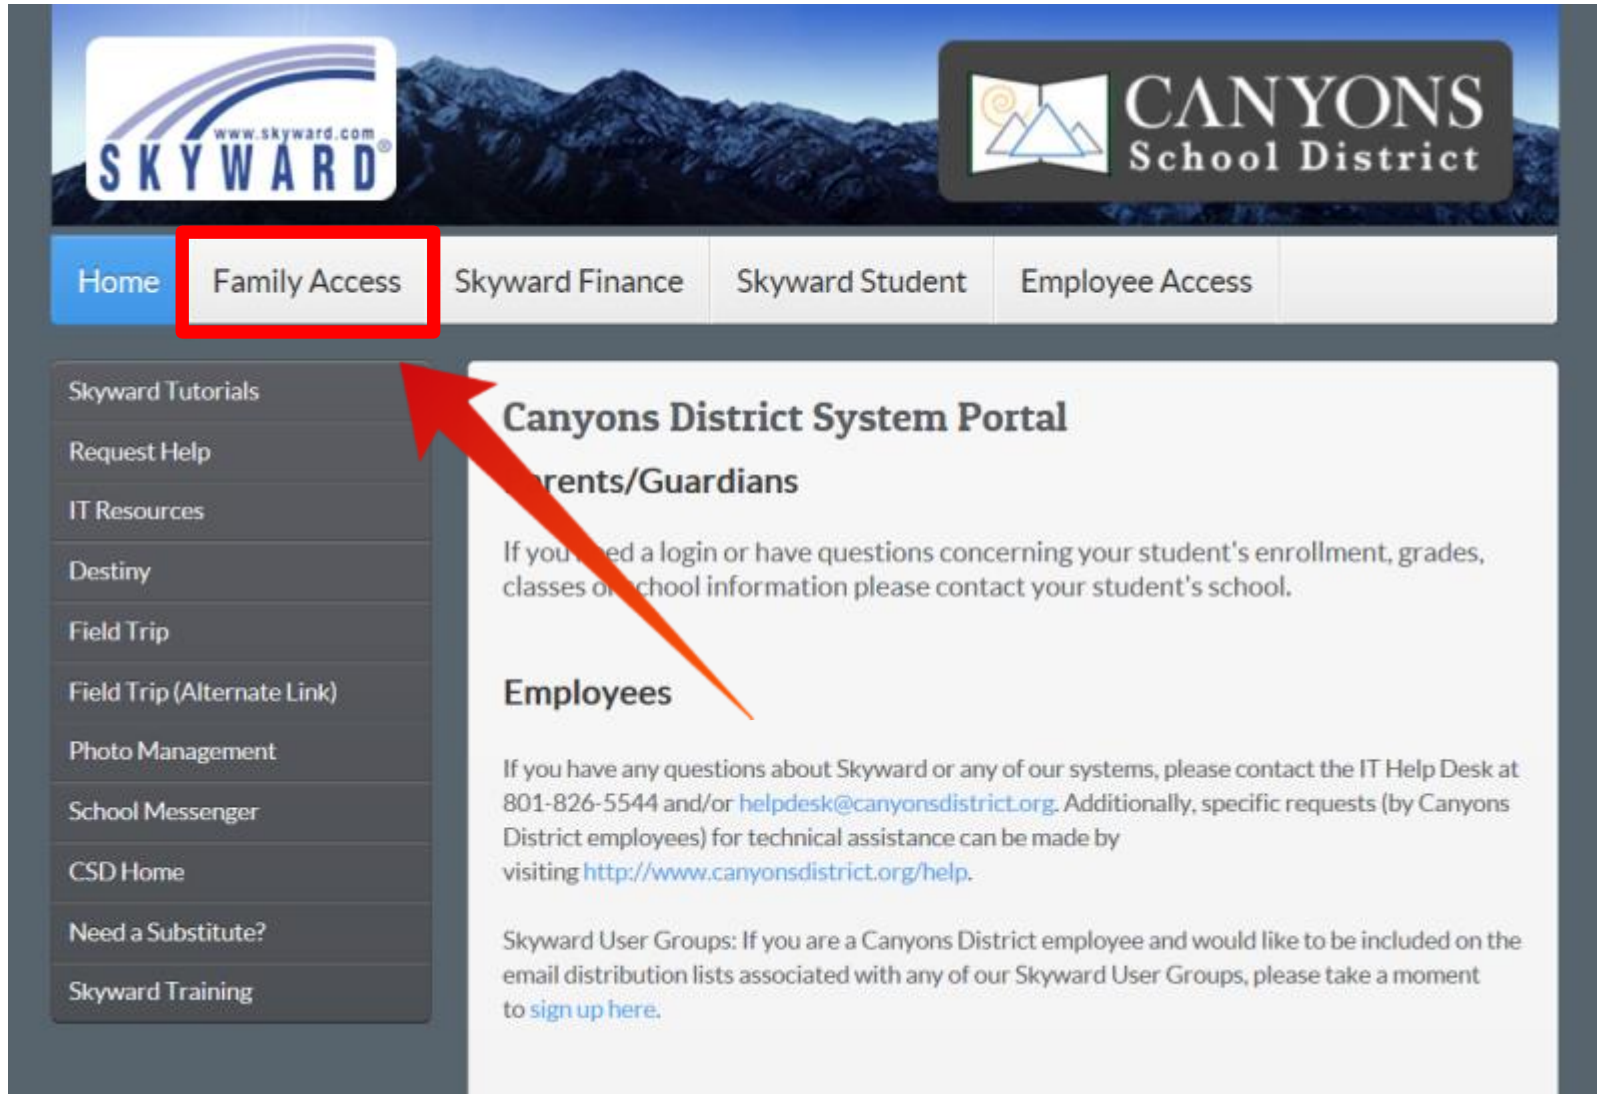 www.skyward.com
SKYWARD®
CANYONS
School District
Home
Family Access
Skyward Finance
Skyward Student
Employee Access
Skyward Tutorials
Request Help
IT Resources
Destiny
Field Trip
Field Trip (Alternate Link)
Photo Management
School Messenger
CSD Home
Need a Substitute?
Skyward Training
Canyons District System Portal
Parents/Guardians
If you need a login or have questions concerning your student's enrollment, grades,
classes or school information please contact your student's school.
Employees
If you have any questions about Skyward or any of our systems, please contact the IT Help Desk at
801-826-5544 and/or helpdesk@canyonsdistrict.org. Additionally, specific requests (by Canyons
District employees) for technical assistance can be made by
visiting http://www.canyonsdistrict.org/help.
Skyward User Groups: If you are a Canyons District employee and would like to be included on the
email distribution lists associated with any of our Skyward User Groups, please take a moment
to sign up here.